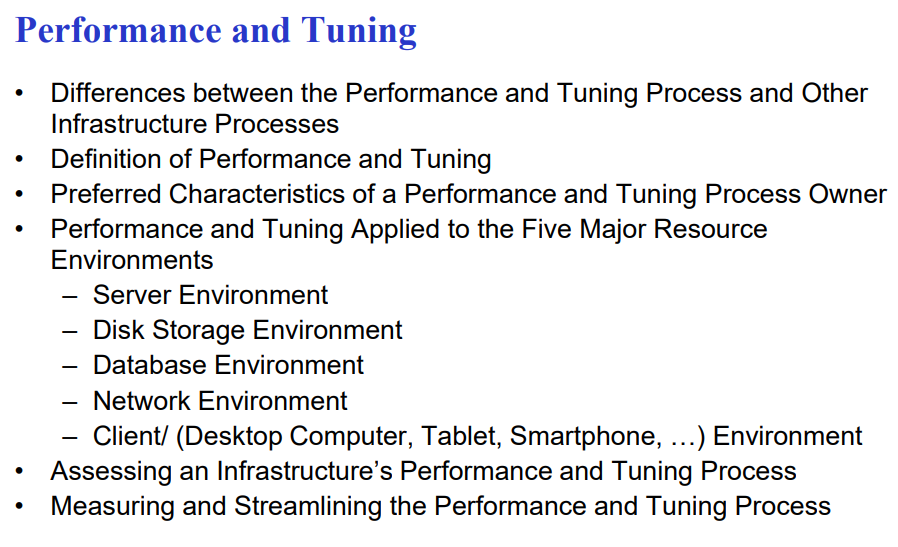 Performance and Tuning
• Differences between the Performance and Tuning Process and Other
Infrastructure Processes
• Definition of Performance and Tuning
• Preferred Characteristics of a Performance and Tuning Process Owner
• Performance and Tuning Applied to the Five Major Resource
Environments
– Server Environment
– Disk Storage Environment
– Database Environment
– Network Environment
– Client/ (Desktop Computer, Tablet, Smartphone, …) Environment
• Assessing an Infrastructure’s Performance and Tuning Process
• Measuring and Streamlining the Performance and Tuning Process